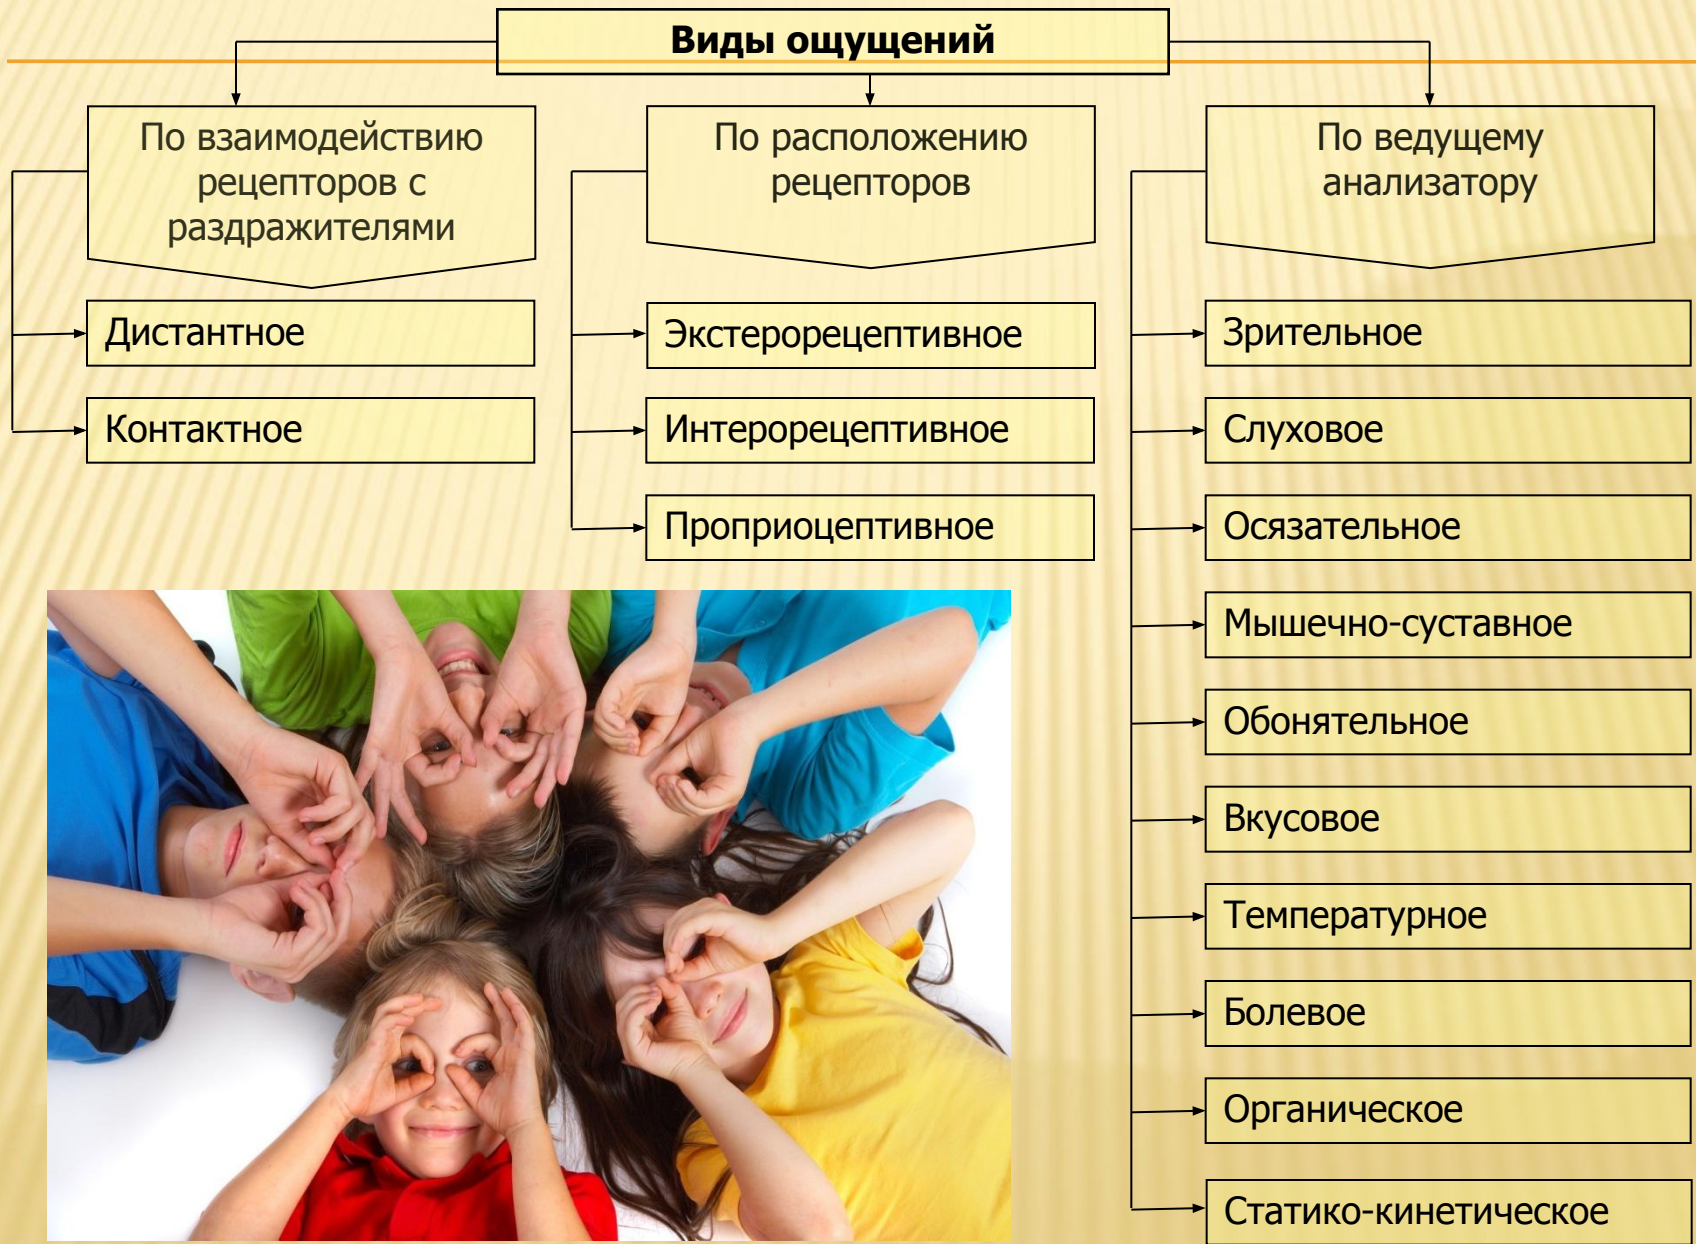 Виды ощущений
По взаимодействию
рецепторов с
раздражителями
Дистантное
Контактное
По расположению
рецепторов
Экстерорецептивное
Интерорецептивное
Проприоцептивное
По ведущему
анализатору
Зрительное
Слуховое
Осязательное
Мышечно-суставное
Обонятельное
Вкусовое
Температурное
Болевое
Органическое
Статико-кинетическое